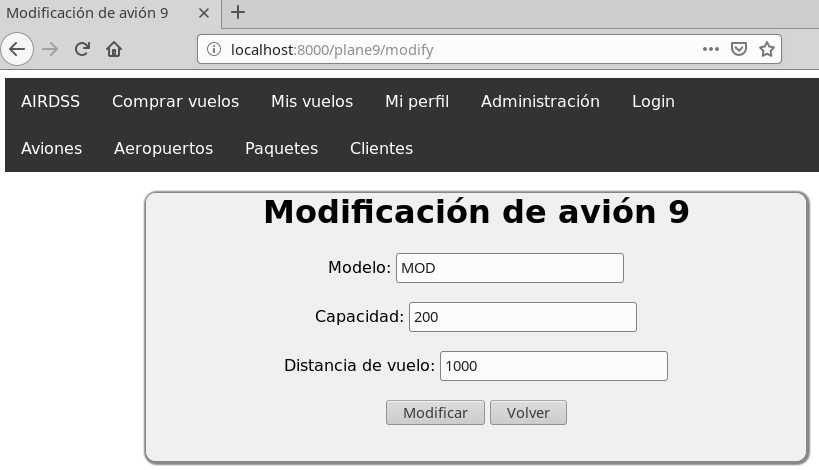 Modificación de avión 9
localhost:8000/plane9/modify
AIRDSS Comprar vuelos Mis vuelos Mi perfil Administración Login
Aviones Aeropuertos Paquetes Clientes
Modificación de avión 9
Modelo: MOD
Capacidad: 200
Distancia de vuelo: 1000
Modificar Volver